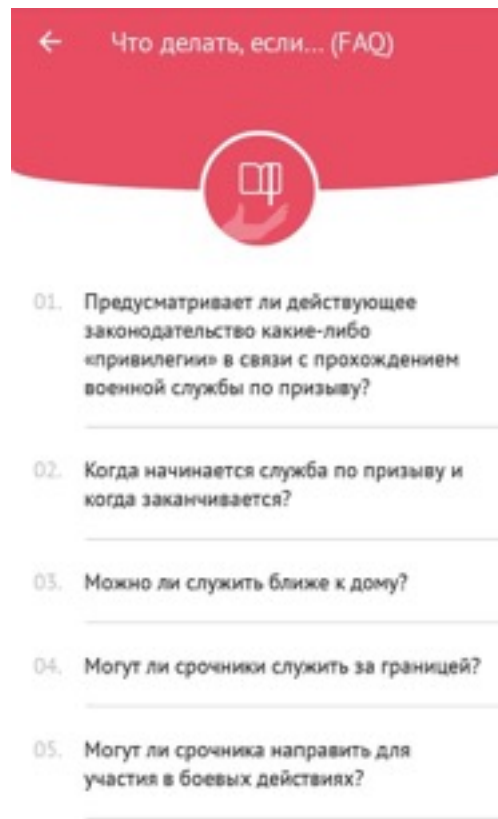 Что делать, если... (FAQ)
01. Предусматривает ли действующее
законодательство какие-либо
«привилегии» в связи с прохождением
военной службы по призыву?
02. Когда начинается служба по призыву и
когда заканчивается?
03. Можно ли служить ближе к дому?
04. Могут ли срочники служить за границей?
05. Могут ли срочника направить для
участия в боевых действиях?